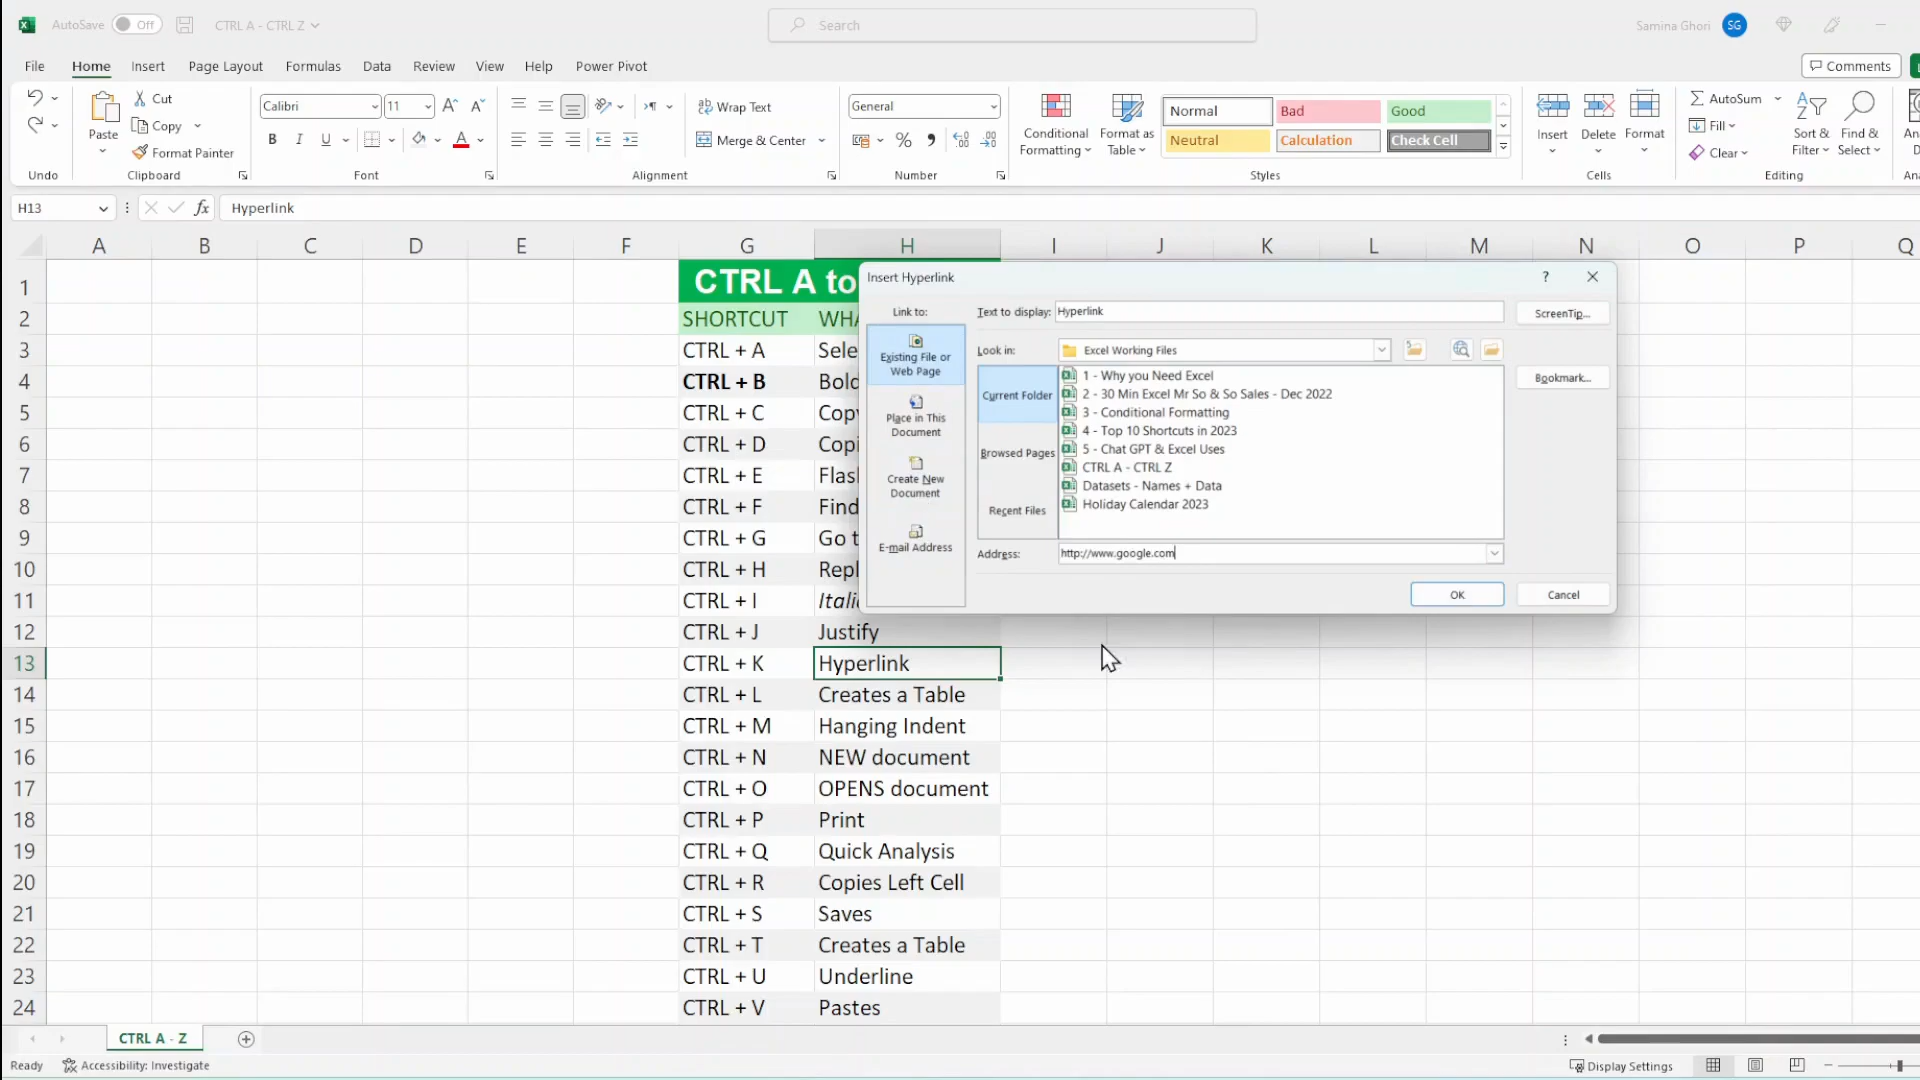 AutoSave Off CTRL A - CTRL Z Search Samina Ghori SG
File Home Insert Page Layout Formulas Data Review View Help Power Pivot Comments
Paste Cut Copy Format Painter
Calibri 11
B I U A
Wrap Text
Merge & Center
General
%
Conditional Formatting
Format as Table
Normal Bad Good
Neutral Calculation Check Cell
Insert Delete Format
AutoSum
Fill
Clear
Sort & Filter
Find & Select
Undo Clipboard Font Alignment Number Styles Cells Editing
H13 fx Hyperlink
A B C D E F G H I J K L M N O P Q
1 CTRL A to
2 SHORTCUT WHA
3 CTRL + A Sele
4 CTRL + B Bold
5 CTRL + C Copy
6 CTRL + D Copi
7 CTRL + E Flas
8 CTRL + F Find
9 CTRL + G Go t
10 CTRL + H Repl
11 CTRL + I Itali
12 CTRL + J Justify
13 CTRL + K Hyperlink
14 CTRL + L Creates a Table
15 CTRL + M Hanging Indent
16 CTRL + N NEW document
17 CTRL + O OPENS document
18 CTRL + P Print
19 CTRL + Q Quick Analysis
20 CTRL + R Copies Left Cell
21 CTRL + S Saves
22 CTRL + T Creates a Table
23 CTRL + U Underline
24 CTRL + V Pastes
Insert Hyperlink ?
Link to:
Existing File or Web Page
Place in This Document
Create New Document
E-mail Address
Text to display: Hyperlink ScreenTip...
Look in: Excel Working Files
Bookmark...
Current Folder
Browsed Pages
Recent Files
1 - Why you Need Excel
2 - 30 Min Excel Mr So & So Sales - Dec 2022
3 - Conditional Formatting
4 - Top 10 Shortcuts in 2023
5 - Chat GPT & Excel Uses
CTRL A - CTRL Z
Datasets - Names + Data
Holiday Calendar 2023
Address: http://www.google.com
OK Cancel
CTRL A - Z
Ready Accessibility: Investigate Display Settings